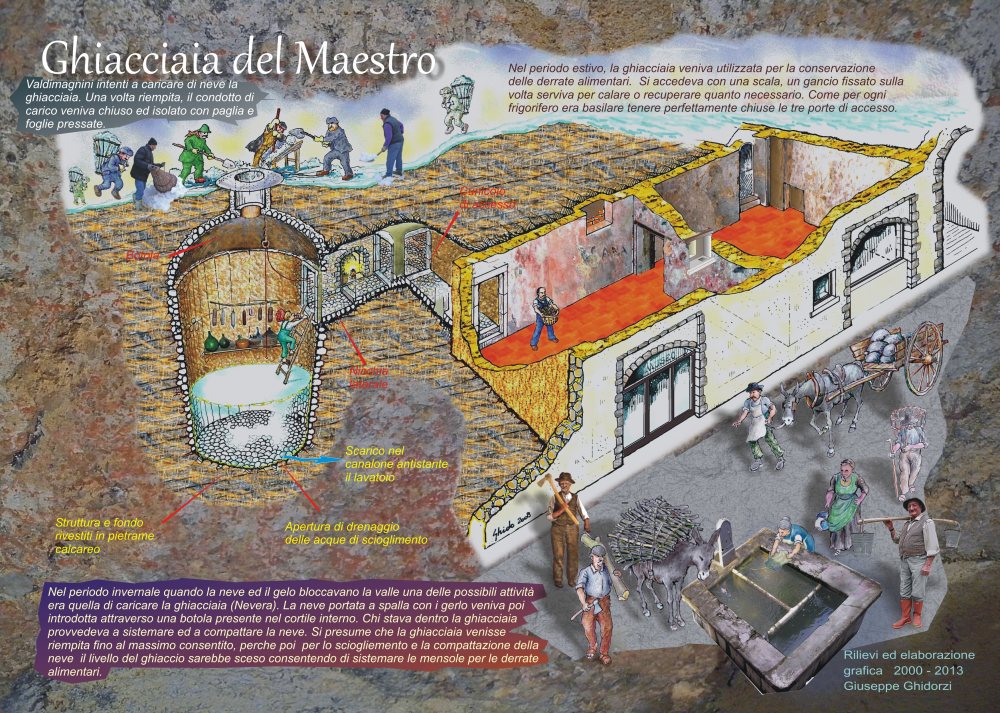 Ghiacciaia del Maestro
Valdimagnini intenti a caricare di neve la
ghiacciaia. Una volta riempita, il condotto di
carico veniva chiuso ed isolato con paglia e
foglie pressate.
Nel periodo estivo, la ghiacciaia veniva utilizzata per la conservazione
delle derrate alimentari. Si accedeva con una scala, un gancio fissato sulla
volta serviva per calare o recuperare quanto necessario. Come per ogni
frigorifero era basilare tenere perfettamente chiuse le tre porte di accesso.
Botola
Nicchia
laterale
MUSEO
Scarico nel
canalone antistante
il lavatoio
Struttura e fondo
rivestiti in pietrame
calcareo
Apertura di drenaggio
delle acque di scioglimento
Ghido 2003
Nel periodo invernale quando la neve ed il gelo bloccavano la valle una delle possibili attività
era quella di caricare la ghiacciaia (Nevera). La neve portata a spalla con i gerlo veniva poi
introdotta attraverso una botola presente nel cortile interno. Chi stava dentro la ghiacciaia
provvedeva a sistemare ed a compattare la neve. Si presume che la ghiacciaia venisse
riempita fino al massimo consentito, perche poi per lo sciogliemento e la compattazione della
neve il livello del ghiaccio sarebbe sceso consentendo di sistemare le mensole per le derrate
alimentari.
Rilievi ed elaborazione
grafica 2000 - 2013
Giuseppe Ghidorzi